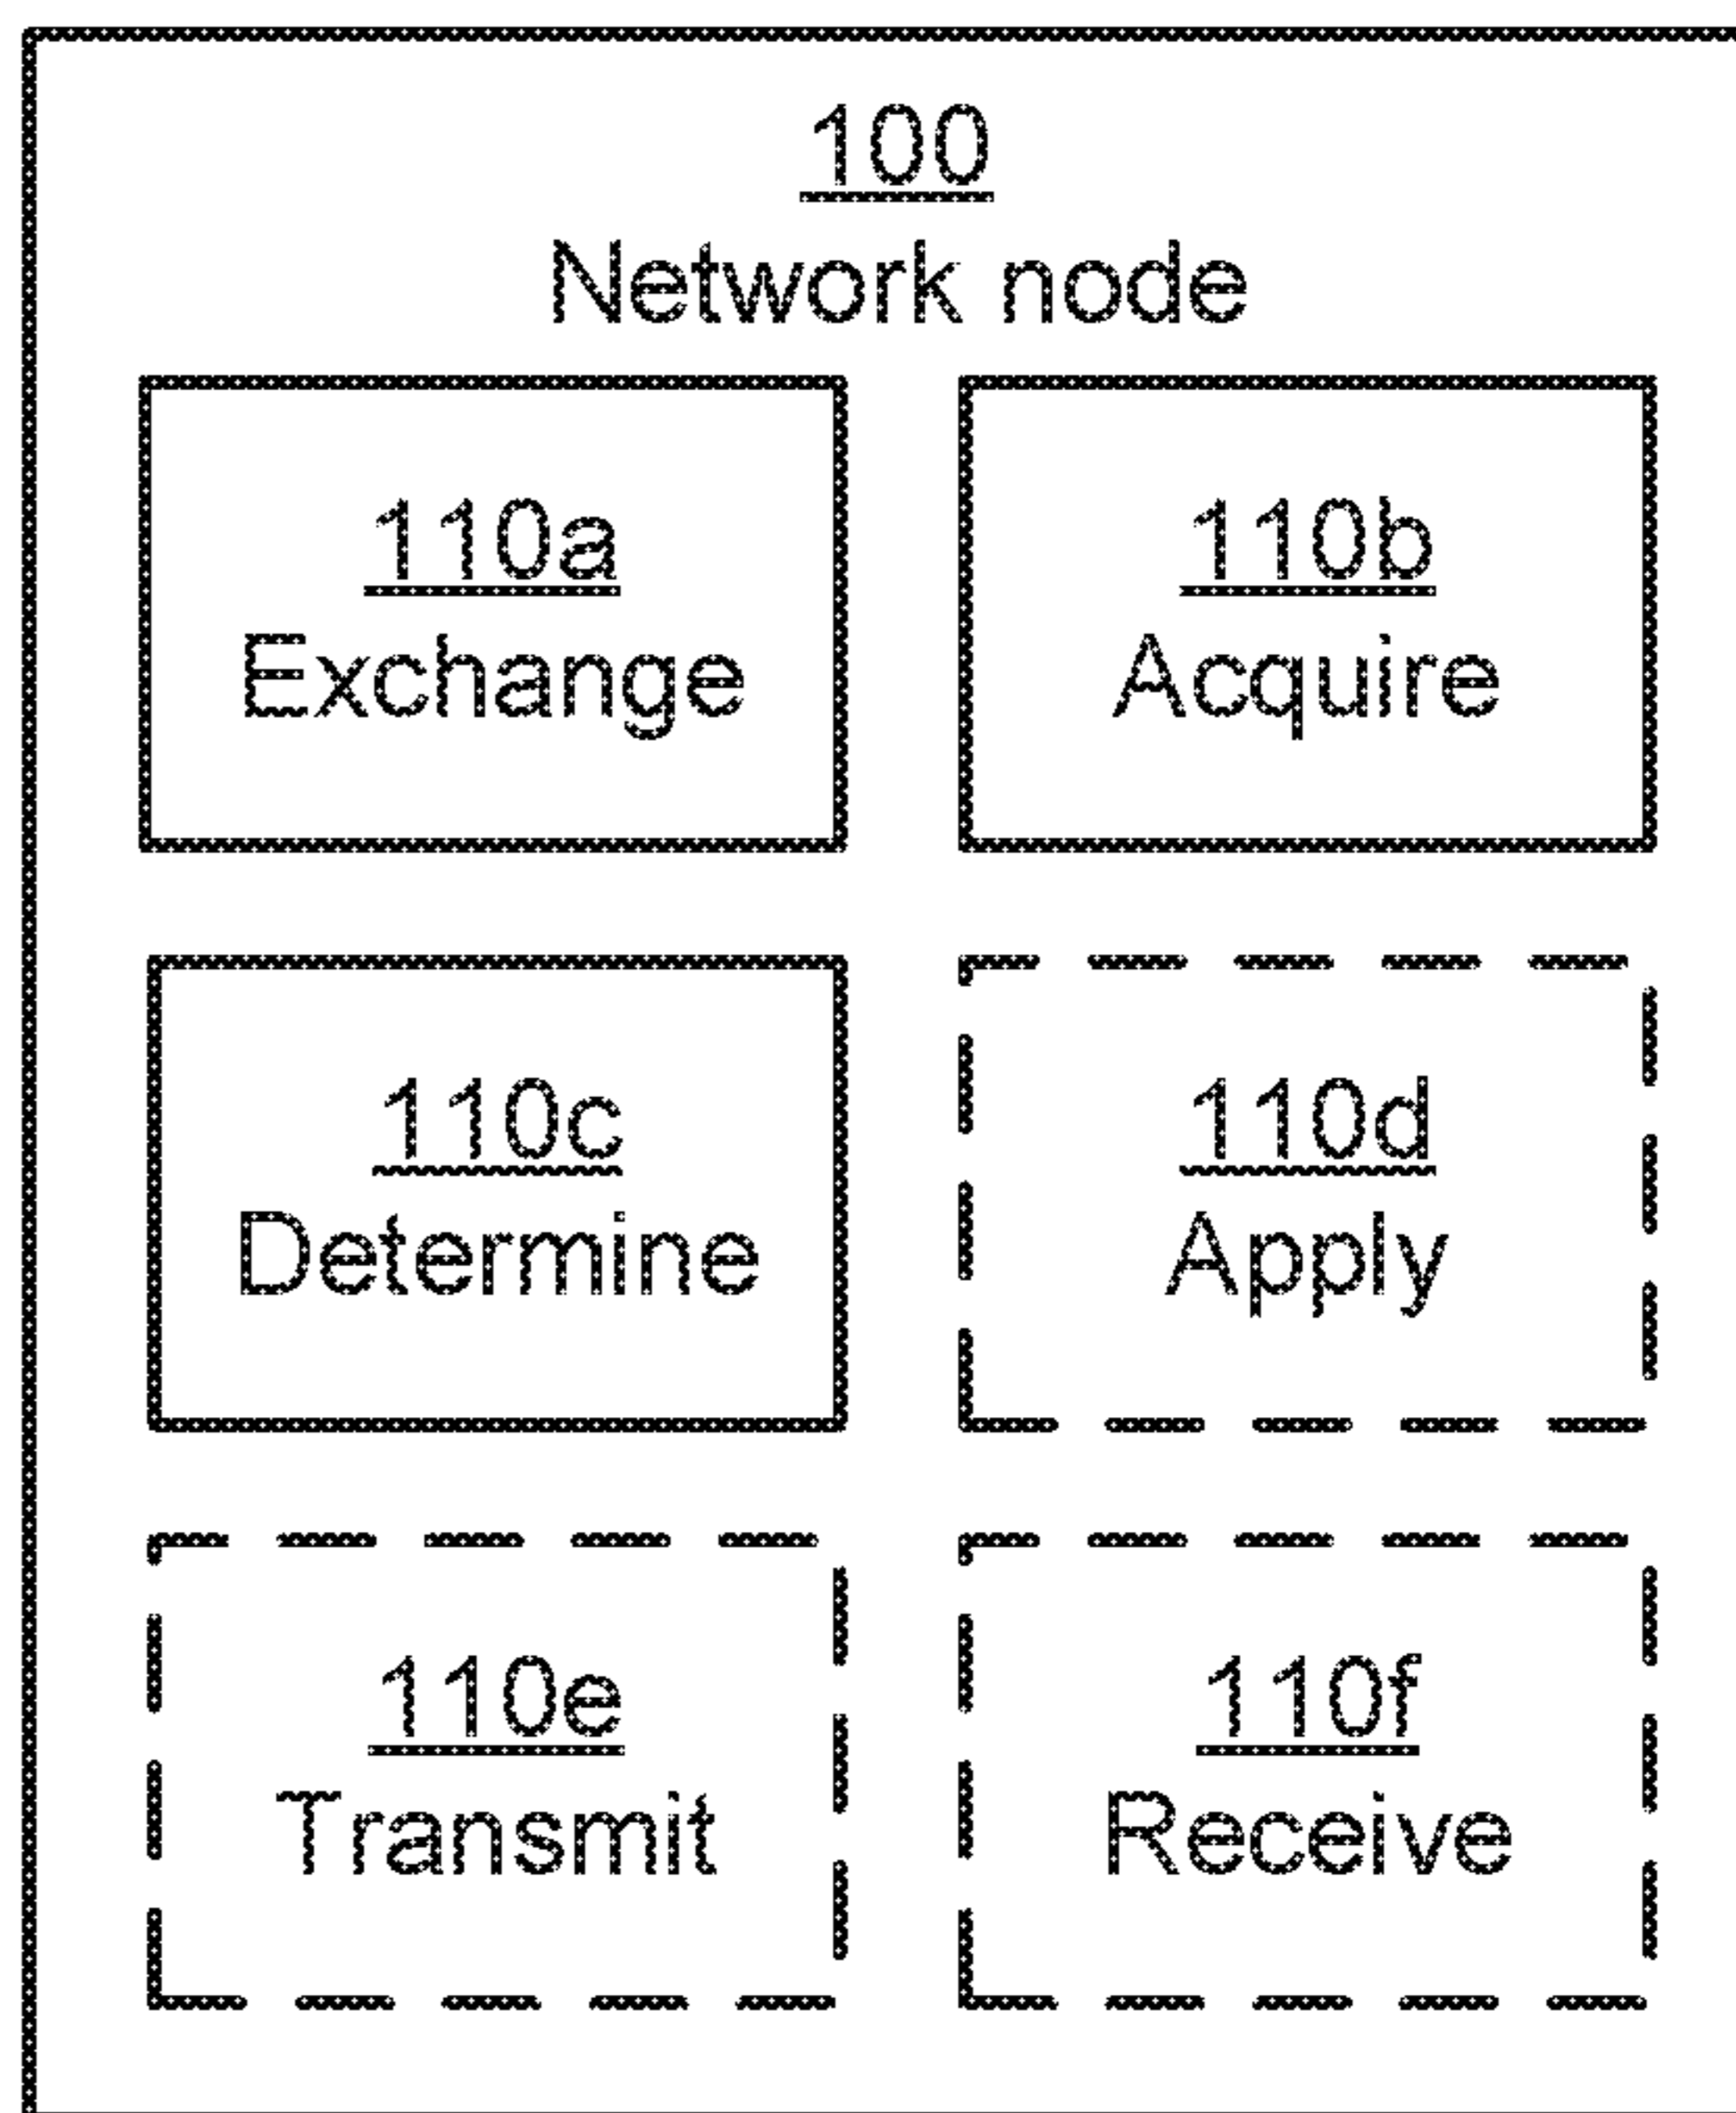 100
Network node
110a
Exchange
110b
Acquire
110c
Determine
110d
Apply
110e
Transmit
110f
Receive